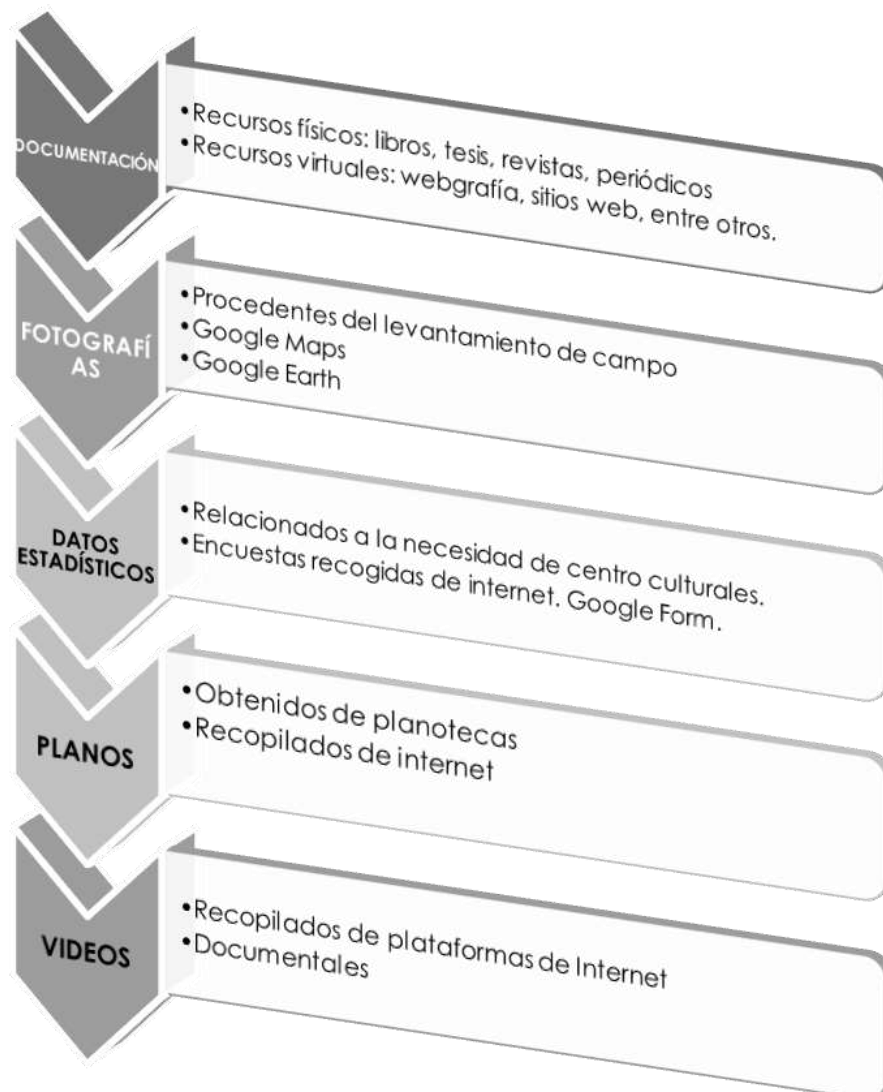 DOCUMENTACIÓN
•Recursos físicos: libros, tesis, revistas, periódicos
•Recursos virtuales: webgrafía, sitios web, entre otros.
FOTOGRAFÍ
AS
•Procedentes del levantamiento de campo
•Google Maps
•Google Earth
DATOS
ESTADÍSTICOS
•Relacionados a la necesidad de centro culturales.
•Encuestas recogidas de internet. Google Form.
PLANOS
•Obtenidos de planotecas
•Recopilados de internet
VIDEOS
•Recopilados de plataformas de Internet
•Documentales